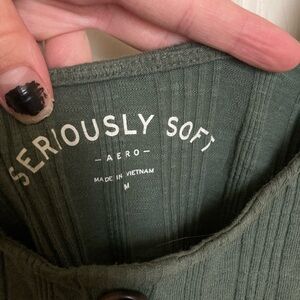 SERIOUSLY SOFT
- AERO -
MADE IN VIETNAM
M